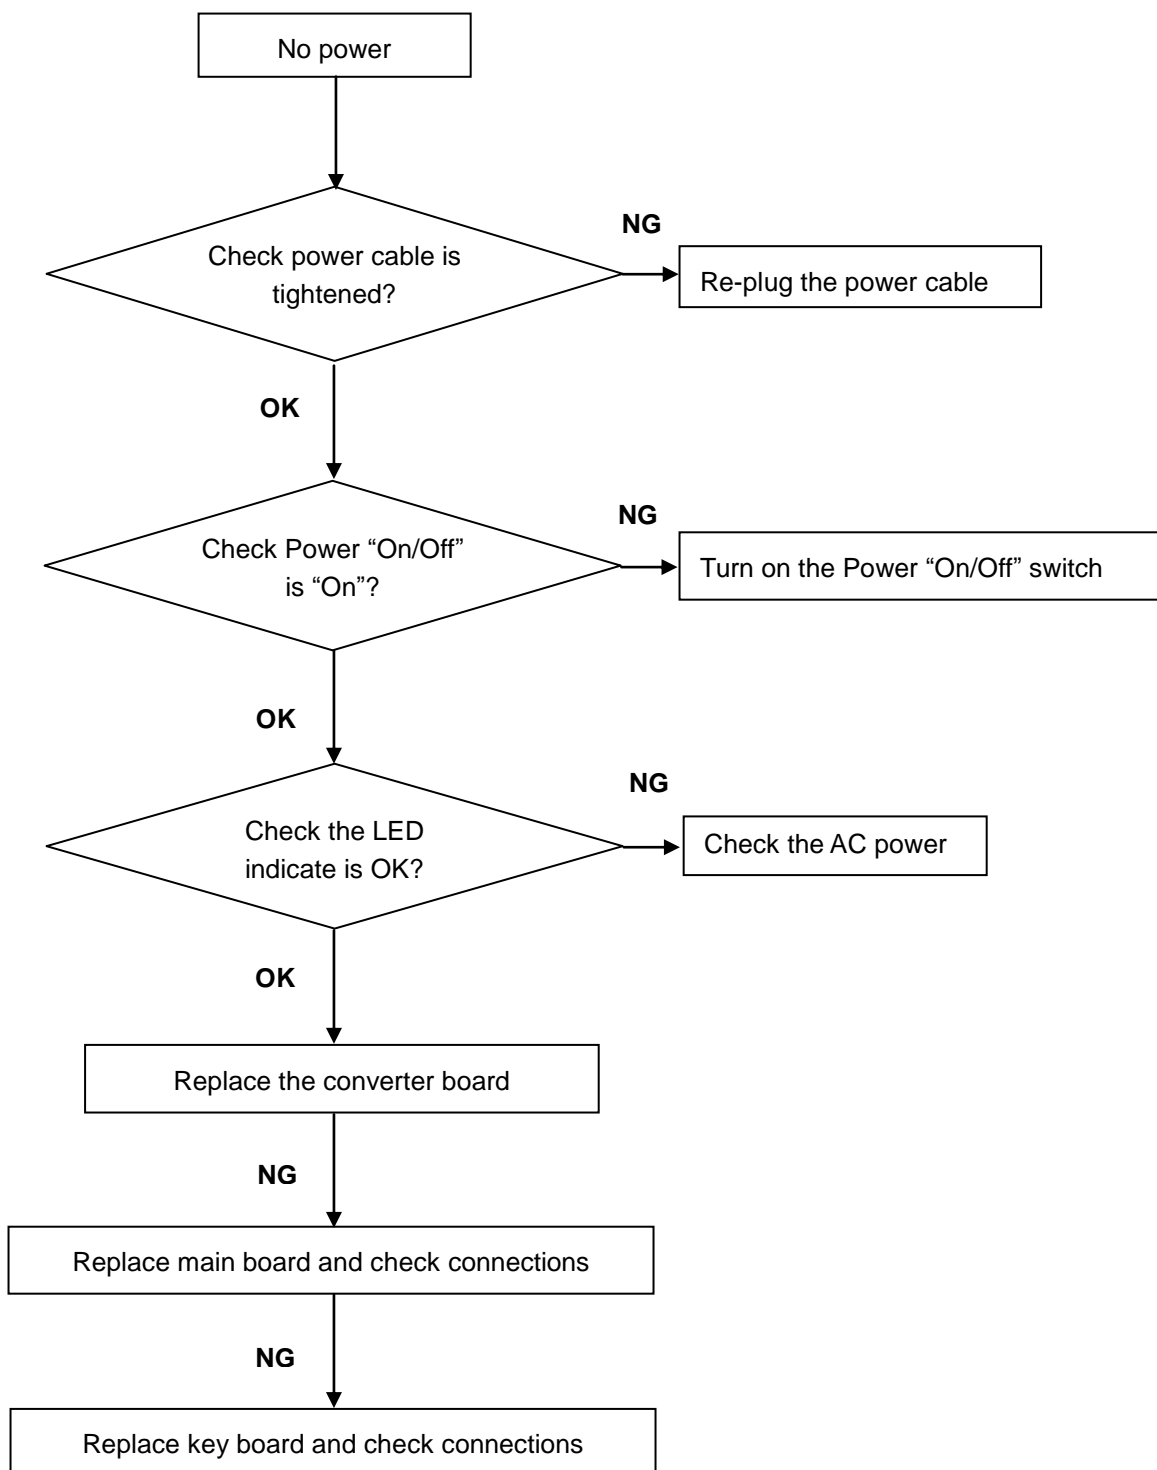 No power
Check power cable is
tightened?
NG
Re-plug the power cable
OK
Check Power “On/Off”
is “On”?
NG
Turn on the Power “On/Off” switch
OK
Check the LED
indicate is OK?
NG
Check the AC power
OK
Replace the converter board
NG
Replace main board and check connections
NG
Replace key board and check connections